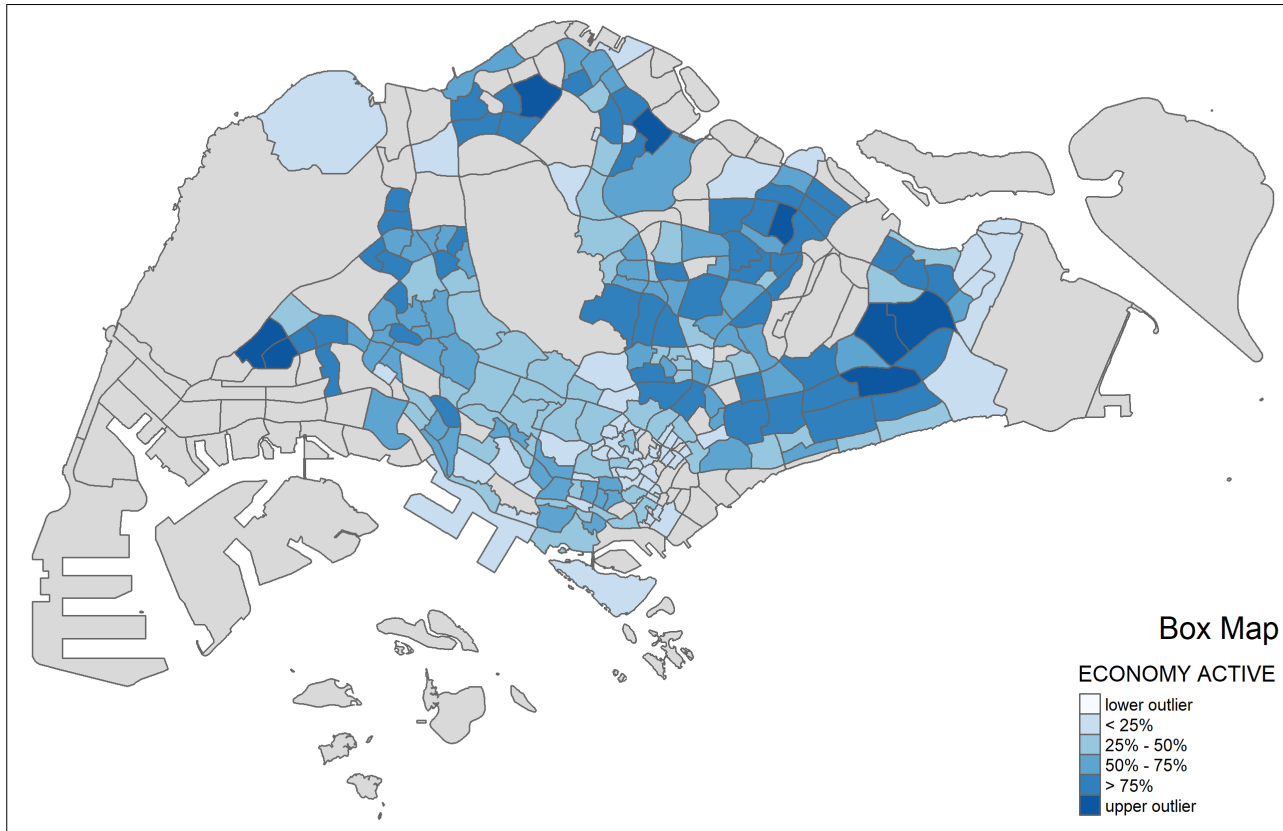 Box Map
ECONOMY ACTIVE
lower outlier
< 25%
25% - 50%
50% - 75%
> 75%
upper outlier